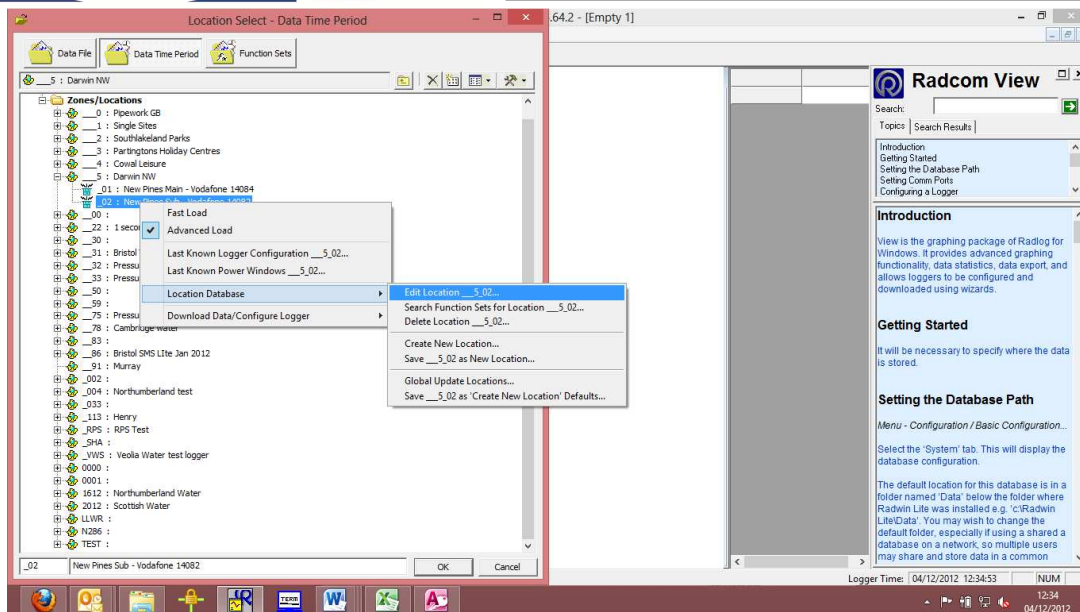 Location Select - Data Time Period
.64.2 - [Empty 1]
Data File
Data Time Period
Function Sets
___5 : Darwin NW
Zones/Locations
___0 : Pipework GB
___1 : Single Sites
___2 : Southlakeland Parks
___3 : Partingtons Holiday Centres
___4 : Cowal Leisure
___5 : Darwin NW
_01 : New Pines Main - Vodafone 14084
_02 : New Pines Sub - Vodafone 14082
__00 :
__22 : 1 secon
__30 :
__31 : Bristol
__32 : Pressu
__33 : Pressu
__50 :
__59 :
__75 : Pressu
__78 : Cambridge Water
__83 :
__86 : Bristol SMS LIte Jan 2012
__91 : Murray
_002 :
_004 : Northumberland test
_033 :
_113 : Henry
_RPS : RPS Test
_SHA :
_VWS : Veolia Water test logger
0000 :
0001 :
1612 : Northumberland Water
2012 : Scottish Water
LLWR :
N286 :
TEST :
Fast Load
Advanced Load
Last Known Logger Configuration ___5_02...
Last Known Power Windows ___5_02...
Location Database
Download Data/Configure Logger
Edit Location ___5_02...
Search Function Sets for Location ___5_02...
Delete Location ___5_02...
Create New Location...
Save ___5_02 as New Location...
Global Update Locations...
Save ___5_02 as 'Create New Location' Defaults...
_02
New Pines Sub - Vodafone 14082
OK
Cancel
Radcom View
Search:
Topics
Search Results
Introduction
Getting Started
Setting the Database Path
Setting Comm Ports
Configuring a Logger
Introduction
View is the graphing package of Radlog for
Windows. It provides advanced graphing
functionality, data statistics, data export, and
allows loggers to be configured and
downloaded using wizards.
Getting Started
It will be necessary to specify where the data
is stored.
Setting the Database Path
Menu - Configuration / Basic Configuration...
Select the 'System' tab. This will display the
database configuration.
The default location for this database is in a
folder named 'Data' below the folder where
Radwin Lite was installed e.g. 'c:\Radwin
Lite\Data'. You may wish to change the
default folder, especially if using a shared a
database on a network, so multiple users
may share and store data in a common
Logger Time:
04/12/2012 12:34:53
NUM
TERM
12:34
04/12/2012